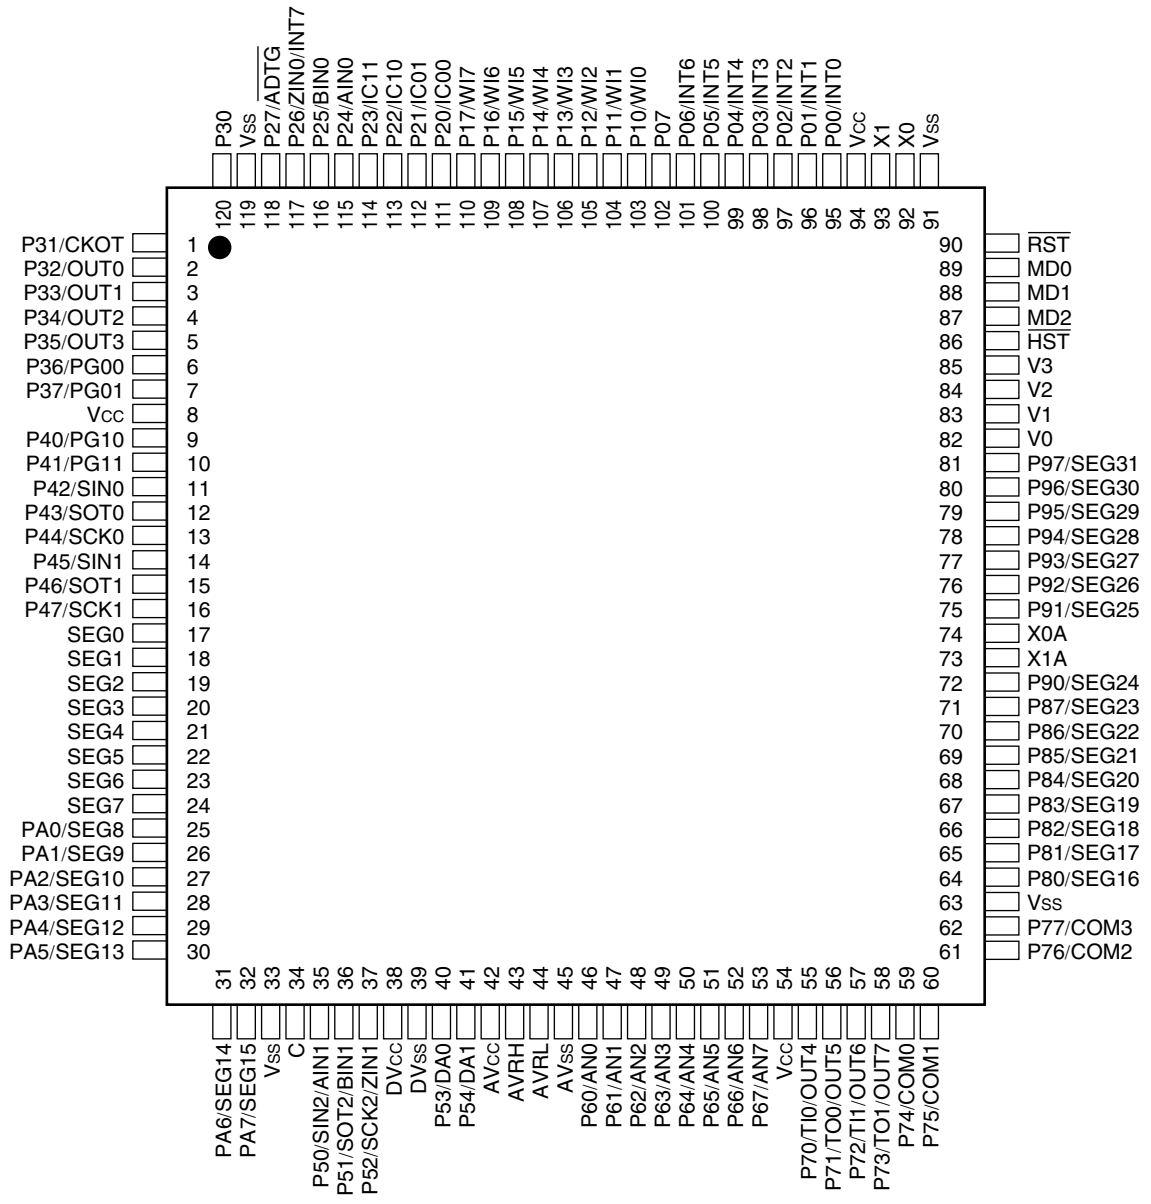 P30
Vss
P27/ADTG
P26/ZIN0/INT7
P25/BIN0
P24/AIN0
P23/IC11
P22/IC10
P21/IC01
P20/IC00
P17/WI7
P16/WI6
P15/WI5
P14/WI4
P13/WI3
P12/WI2
P11/WI1
P10/WI0
P07
P06/INT6
P05/INT5
P04/INT4
P03/INT3
P02/INT2
P01/INT1
P00/INT0
Vcc
X1
X0
Vss
120
119
118
117
116
115
114
113
112
111
110
109
108
107
106
105
104
103
102
101
100
99
98
97
96
95
94
93
92
91
P31/CKOT 1 90 RST
P32/OUT0 2 89 MD0
P33/OUT1 3 88 MD1
P34/OUT2 4 87 MD2
P35/OUT3 5 86 HST
P36/PG00 6 85 V3
P37/PG01 7 84 V2
Vcc 8 83 V1
P40/PG10 9 82 V0
P41/PG11 10 81 P97/SEG31
P42/SIN0 11 80 P96/SEG30
P43/SOT0 12 79 P95/SEG29
P44/SCK0 13 78 P94/SEG28
P45/SIN1 14 77 P93/SEG27
P46/SOT1 15 76 P92/SEG26
P47/SCK1 16 75 P91/SEG25
SEG0 17 74 X0A
SEG1 18 73 X1A
SEG2 19 72 P90/SEG24
SEG3 20 71 P87/SEG23
SEG4 21 70 P86/SEG22
SEG5 22 69 P85/SEG21
SEG6 23 68 P84/SEG20
SEG7 24 67 P83/SEG19
PA0/SEG8 25 66 P82/SEG18
PA1/SEG9 26 65 P81/SEG17
PA2/SEG10 27 64 P80/SEG16
PA3/SEG11 28 63 Vss
PA4/SEG12 29 62 P77/COM3
PA5/SEG13 30 61 P76/COM2
31
32
33
34
35
36
37
38
39
40
41
42
43
44
45
46
47
48
49
50
51
52
53
54
55
56
57
58
59
60
PA6/SEG14
PA7/SEG15
Vss
C
P50/SIN2/AIN1
P51/SOT2/BIN1
P52/SCK2/ZIN1
DVcc
DVss
P53/DA0
P54/DA1
AVcc
AVRH
AVRL
AVss
P60/AN0
P61/AN1
P62/AN2
P63/AN3
P64/AN4
P65/AN5
P66/AN6
P67/AN7
Vcc
P70/TI0/OUT4
P71/TO0/OUT5
P72/TI1/OUT6
P73/TO1/OUT7
P74/COM0
P75/COM1